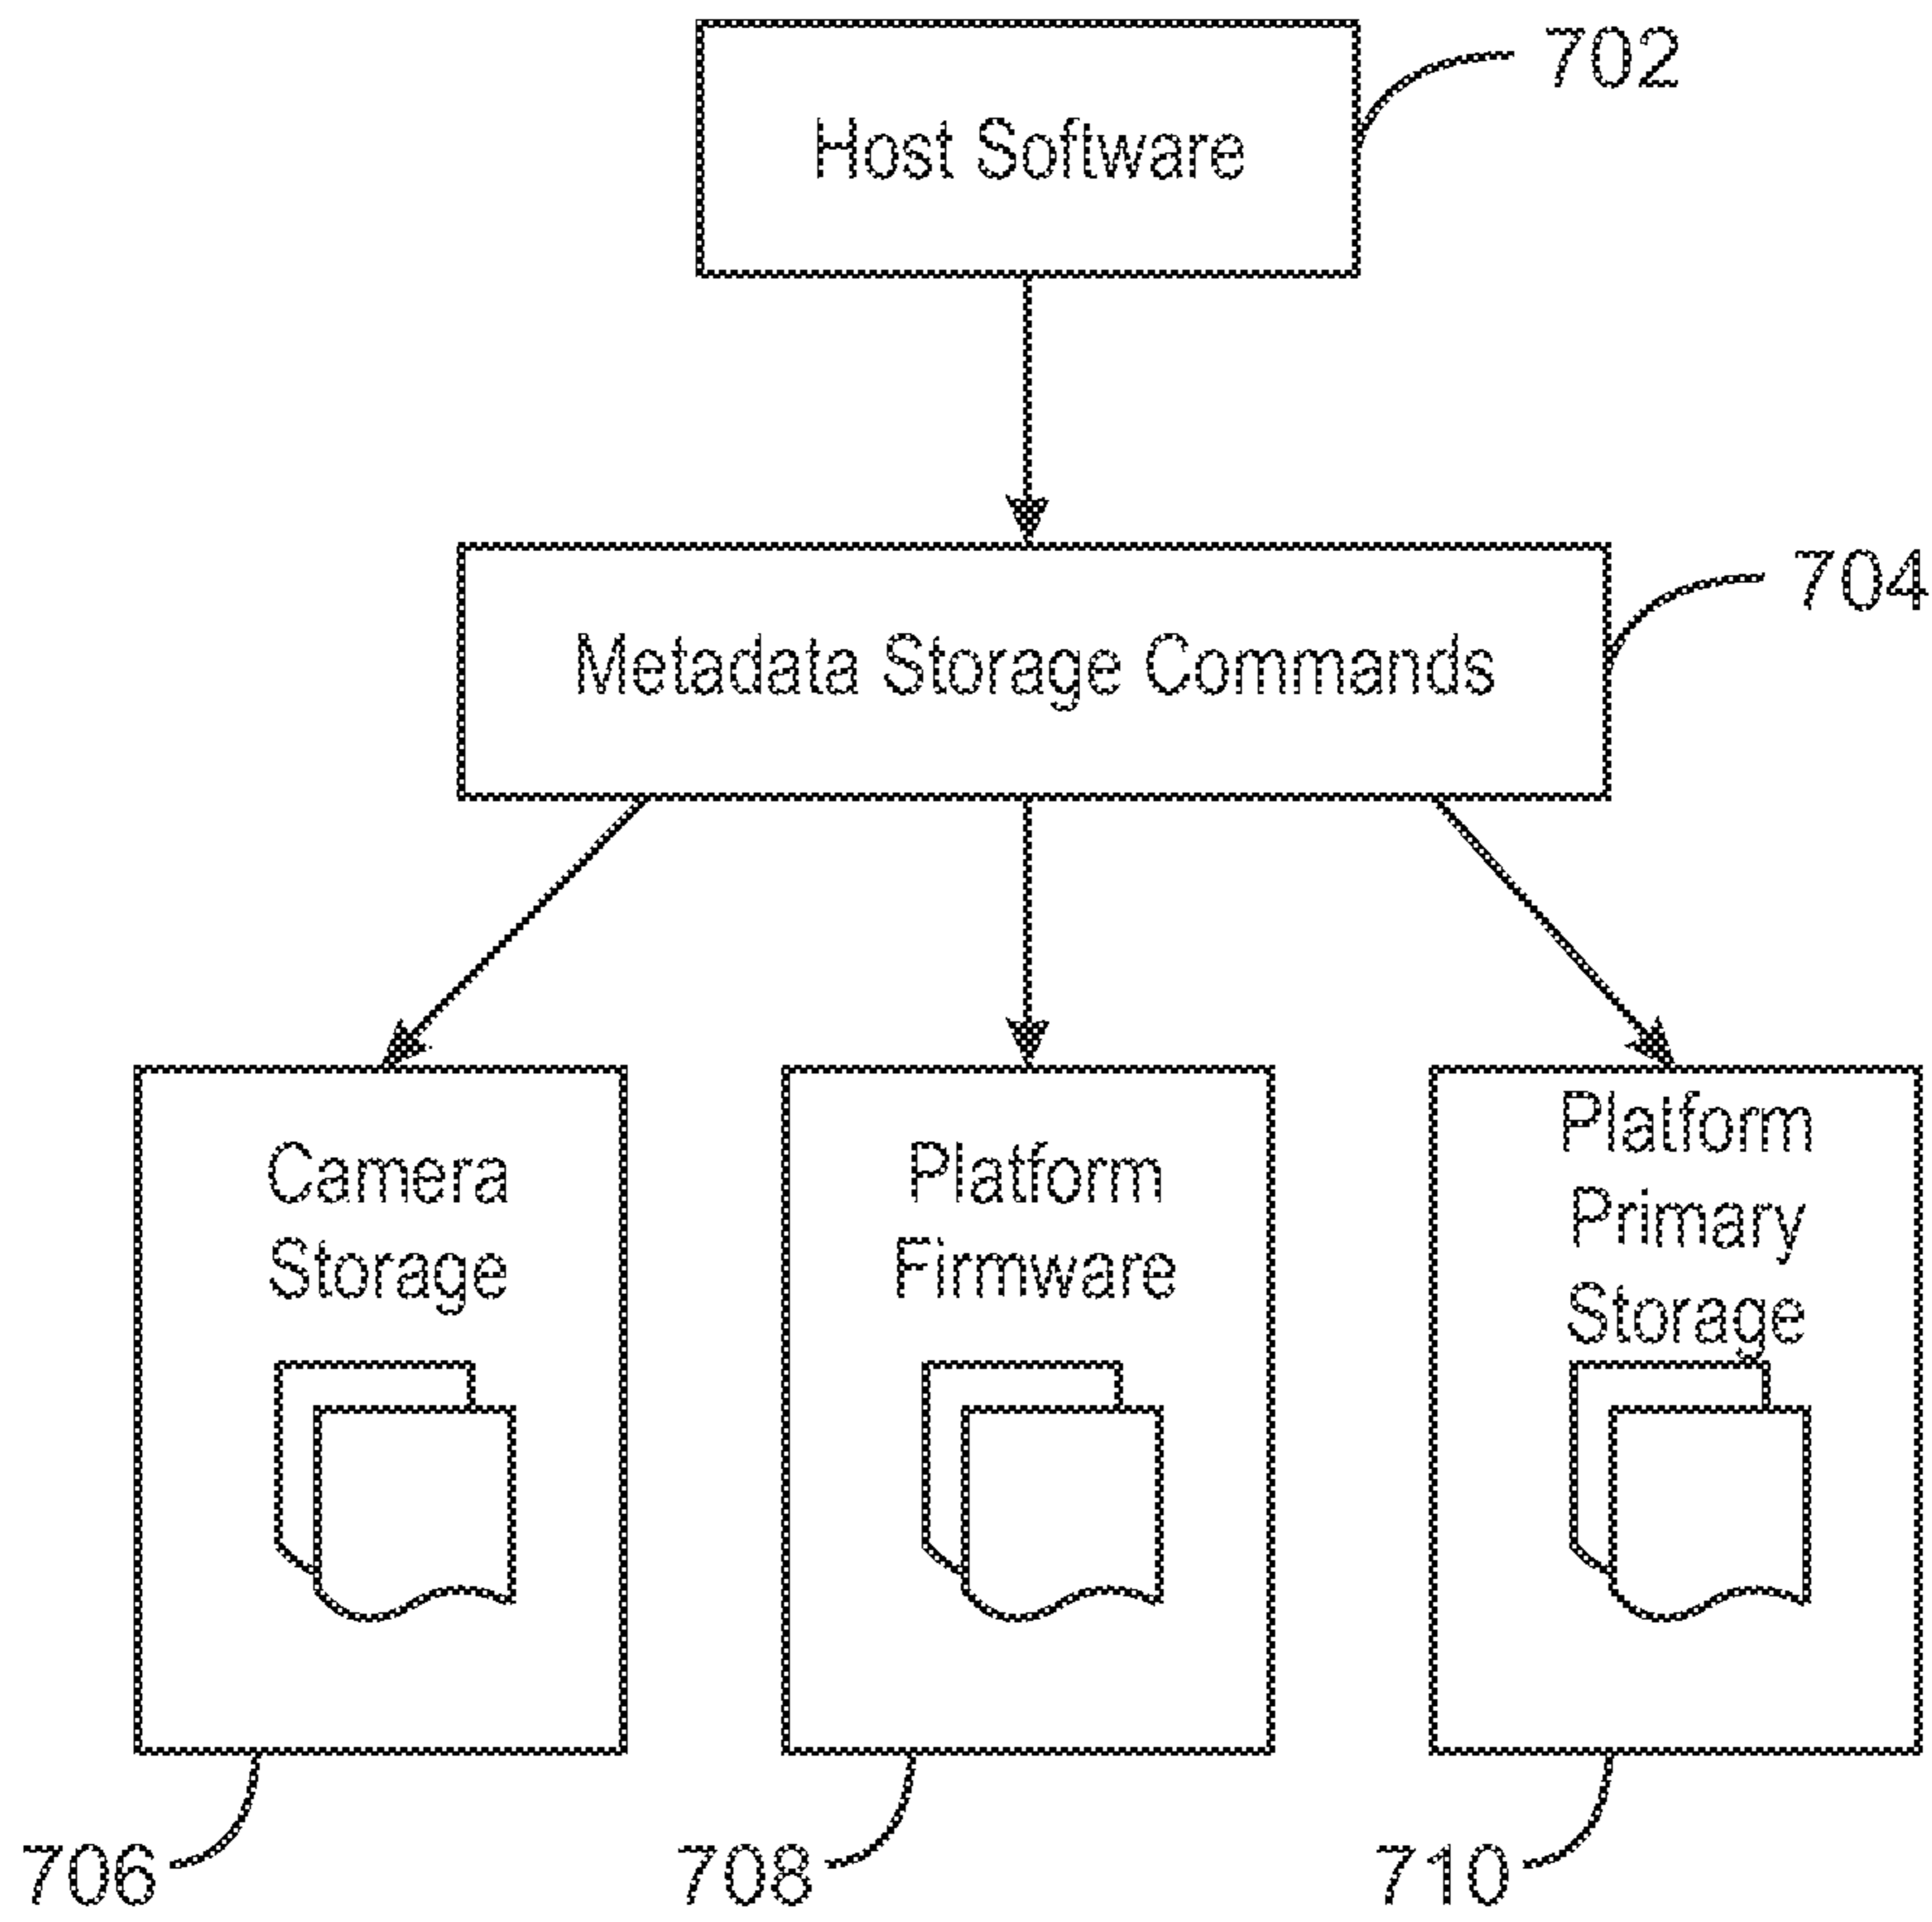 Host Software
702
Metadata Storage Commands
704
Camera
Storage
Platform
Firmware
Platform
Primary
Storage
706
708
710